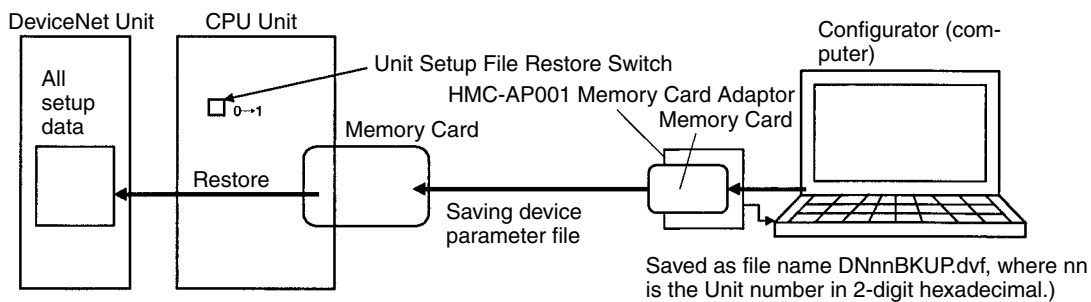 DeviceNet Unit
CPU Unit
Configurator (com-
puter)
All
setup
data
Unit Setup File Restore Switch
0→1
HMC-AP001 Memory Card Adaptor
Memory Card
Memory Card
Restore
Saving device
parameter file
Saved as file name DNnnBKUP.dvf, where nn
is the Unit number in 2-digit hexadecimal.)